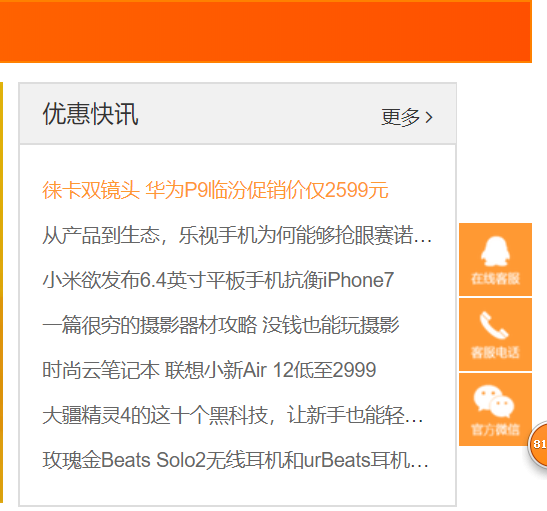 优惠快讯
更多 >
徕卡双镜头 华为P9临汾促销价仅2599元
从产品到生态，乐视手机为何能够抢眼赛诺...
小米欲发布6.4英寸平板手机抗衡iPhone7
一篇很穷的摄影器材攻略 没钱也能玩摄影
时尚云笔记本 联想小新Air 12低至2999
大疆精灵4的这十个黑科技，让新手也能轻...
玫瑰金Beats Solo2无线耳机和urBeats耳机...
在线客服
客服电话
官方微信
81